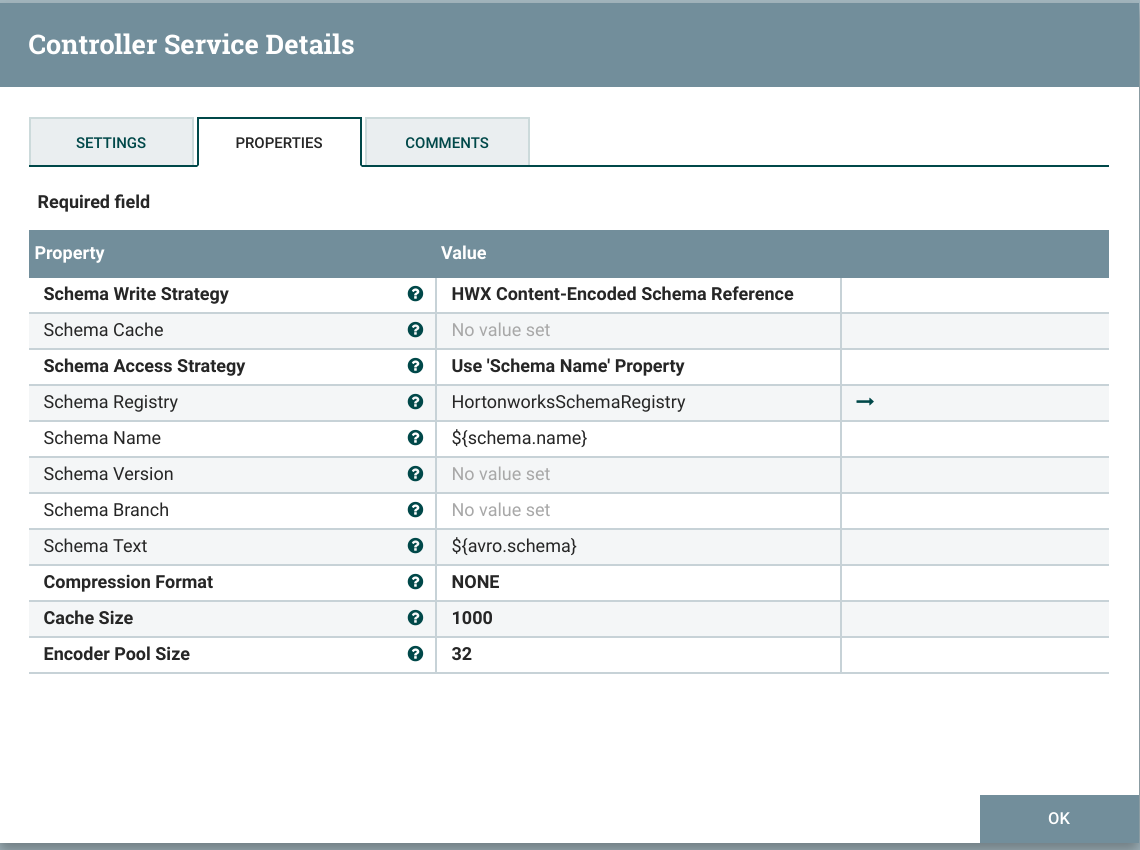 Controller Service Details
SETTINGS PROPERTIES COMMENTS
Required field
Property Value
Schema Write Strategy HWX Content-Encoded Schema Reference
Schema Cache No value set
Schema Access Strategy Use 'Schema Name' Property
Schema Registry HortonworksSchemaRegistry
Schema Name ${schema.name}
Schema Version No value set
Schema Branch No value set
Schema Text ${avro.schema}
Compression Format NONE
Cache Size 1000
Encoder Pool Size 32
OK